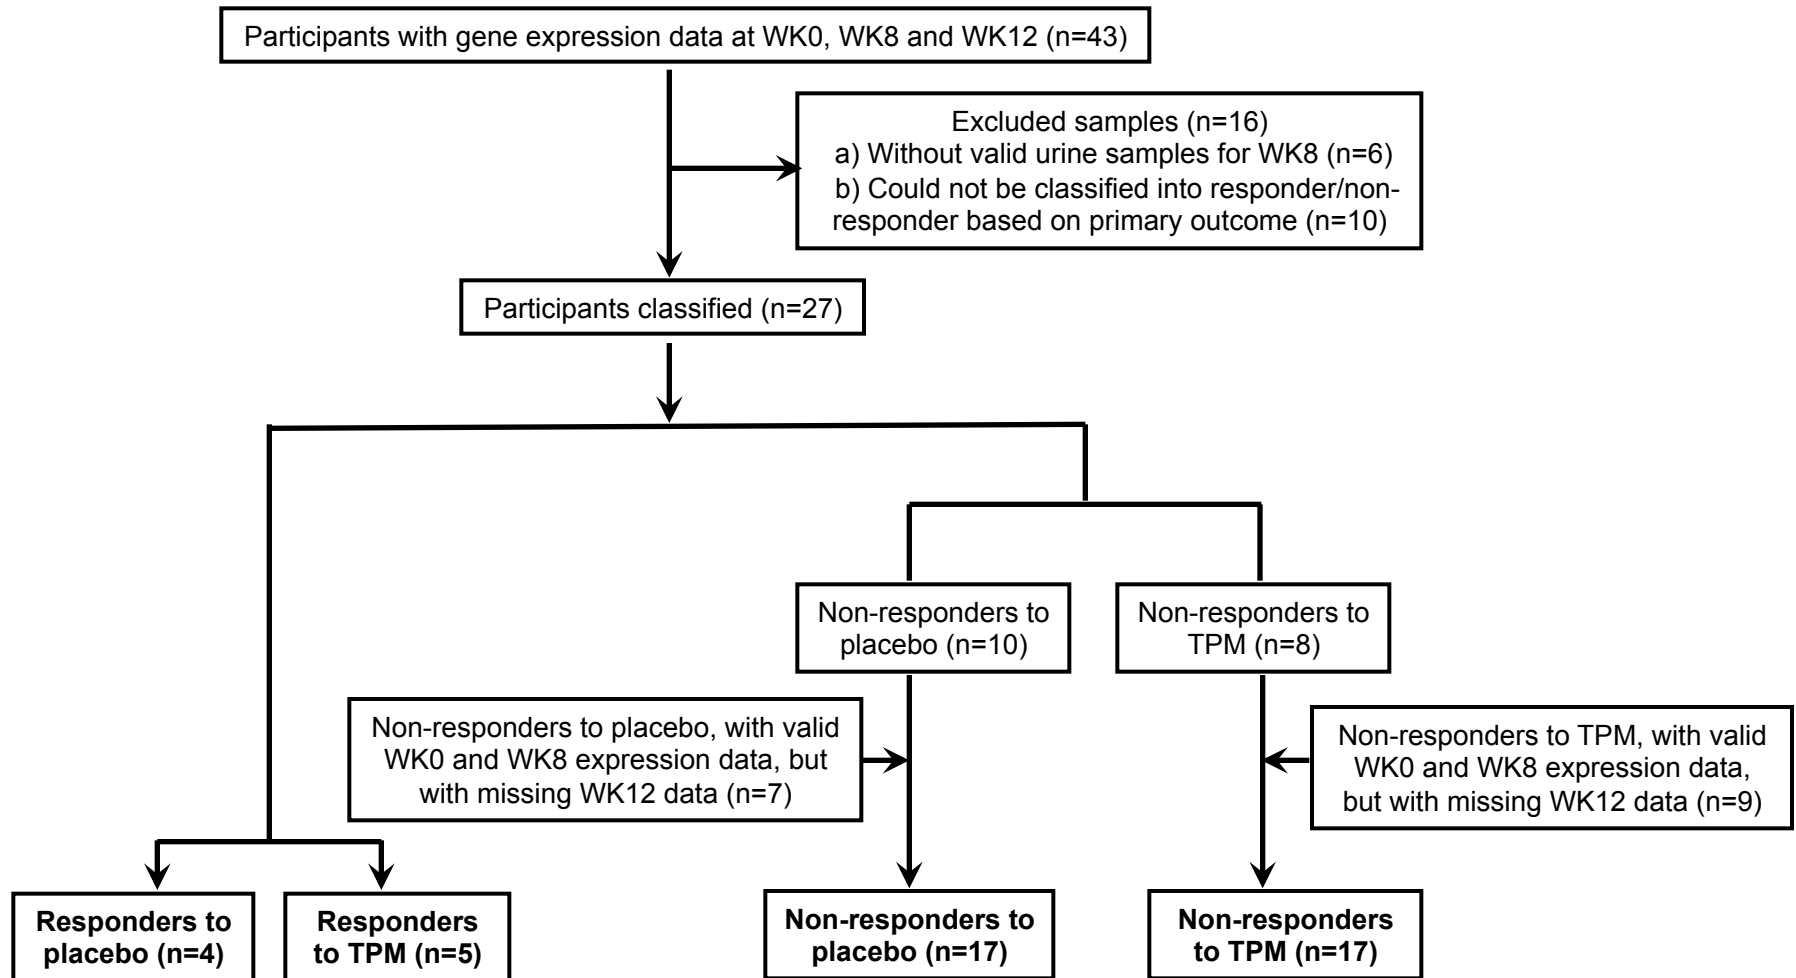 Participants with gene expression data at WK0, WK8 and WK12 (n=43)
Excluded samples (n=16)
a) Without valid urine samples for WK8 (n=6)
b) Could not be classified into responder/non-
responder based on primary outcome (n=10)
Participants classified (n=27)
Non-responders to
placebo (n=10)
Non-responders to
TPM (n=8)
Non-responders to placebo, with valid
WK0 and WK8 expression data, but
with missing WK12 data (n=7)
Non-responders to TPM, with valid
WK0 and WK8 expression data,
but with missing WK12 data (n=9)
Responders to
placebo (n=4)
Responders
to TPM (n=5)
Non-responders to
placebo (n=17)
Non-responders
to TPM (n=17)